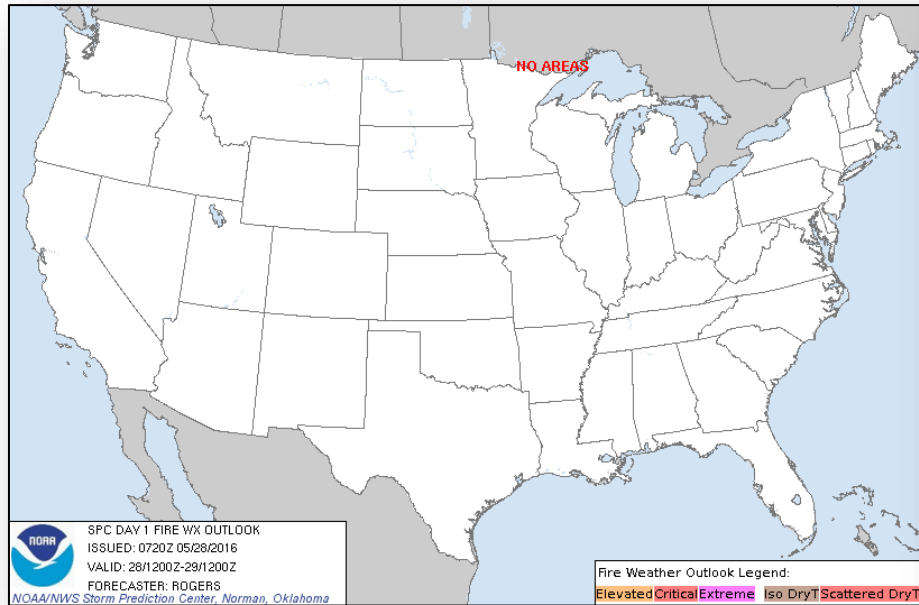 NO AREAS
NOAA
SPC DAY 1 FIRE WX OUTLOOK
ISSUED: 0720Z 05/28/2016
VALID: 28/1200Z-29/1200Z
FORECASTER: ROGERS
NOAA/NWS Storm Prediction Center, Norman, Oklahoma
Fire Weather Outlook Legend:
Elevated Critical Extreme Iso DryT Scattered DryT